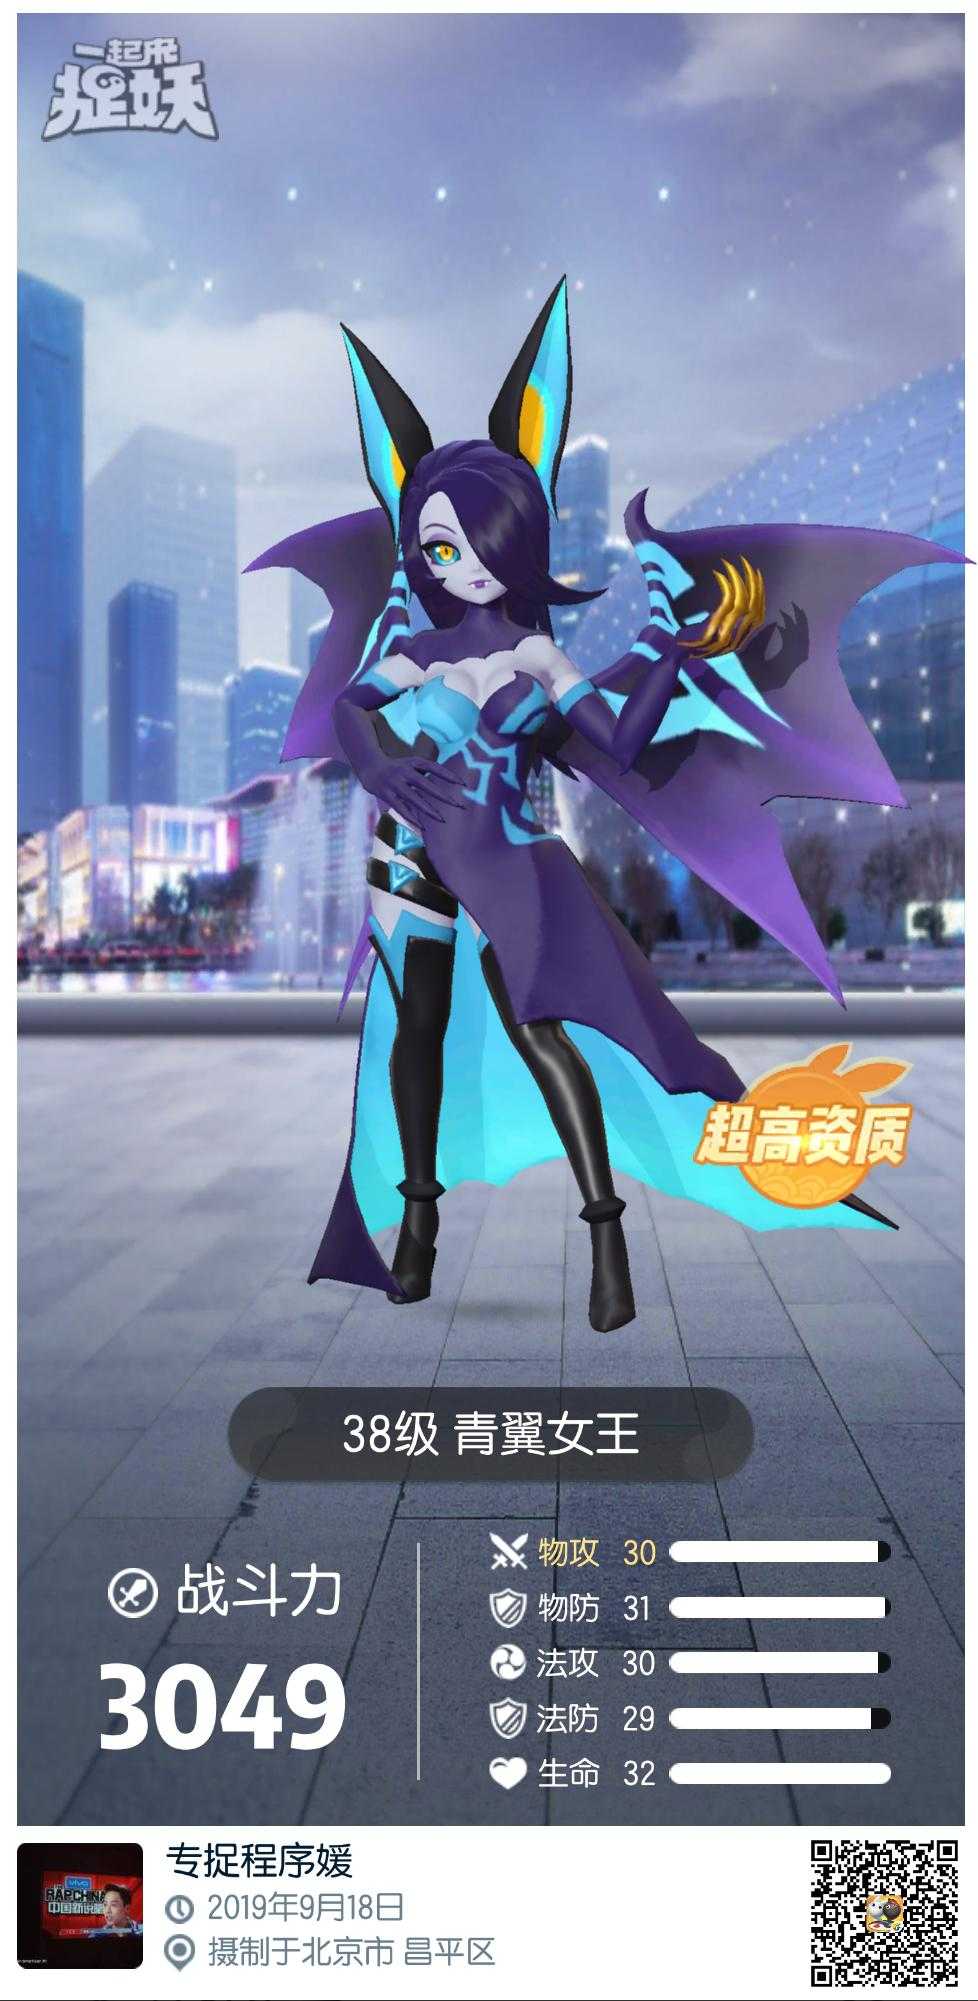 一起来
捉妖
超高资质
38级 青翼女王
战斗力
3049
物攻 30
物防 31
法攻 30
法防 29
生命 32
专捉程序媛
2019年9月18日
摄制于北京市 昌平区
vivo
RAPCHINA
中国新说唱